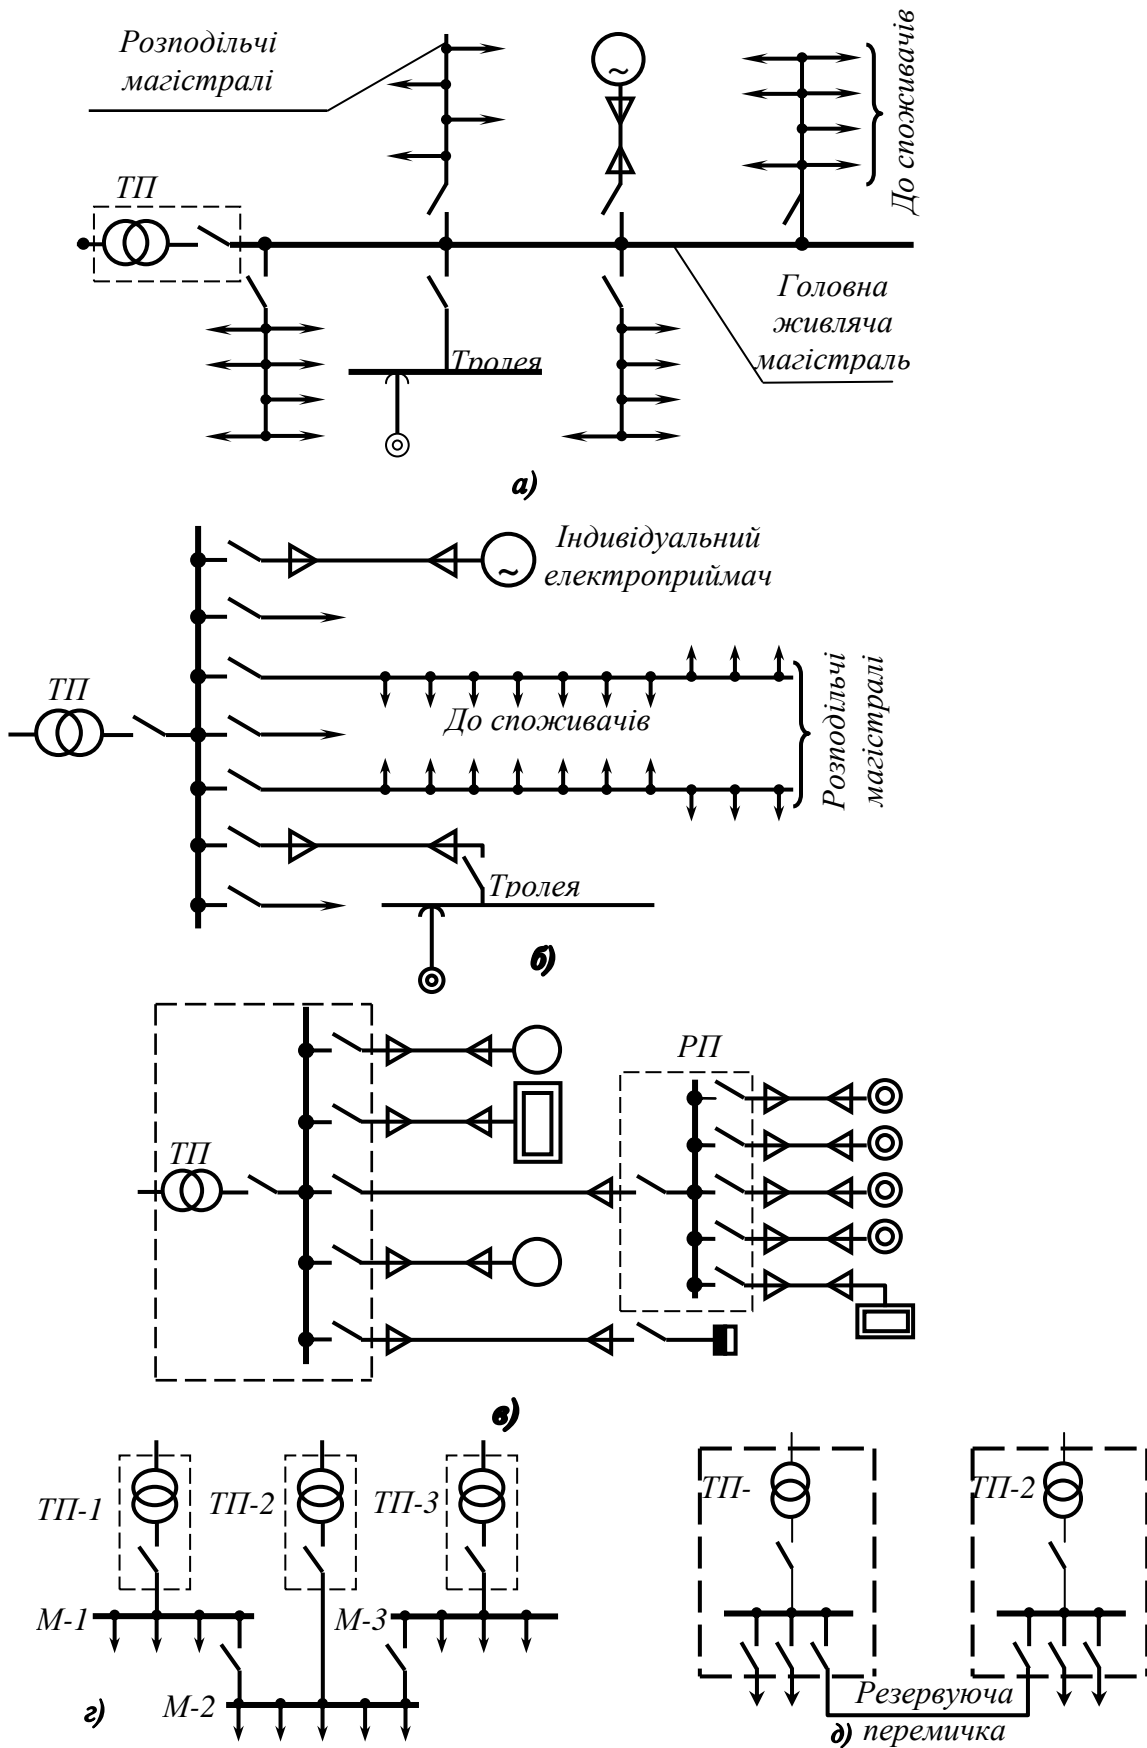 Розподільчі
магістралі
До споживачів
ТП
~
Головна
живляча
магістраль
Тролея
а)
Індивідуальний
електроприймач
~
ТП
До споживачів
Розподільчі
магістралі
Тролея
б)
РП
ТП
в)
ТП-1
ТП-2
ТП-3
М-1
М-3
М-2
г)
ТП-
ТП-2
Резервуюча
перемичка
д)